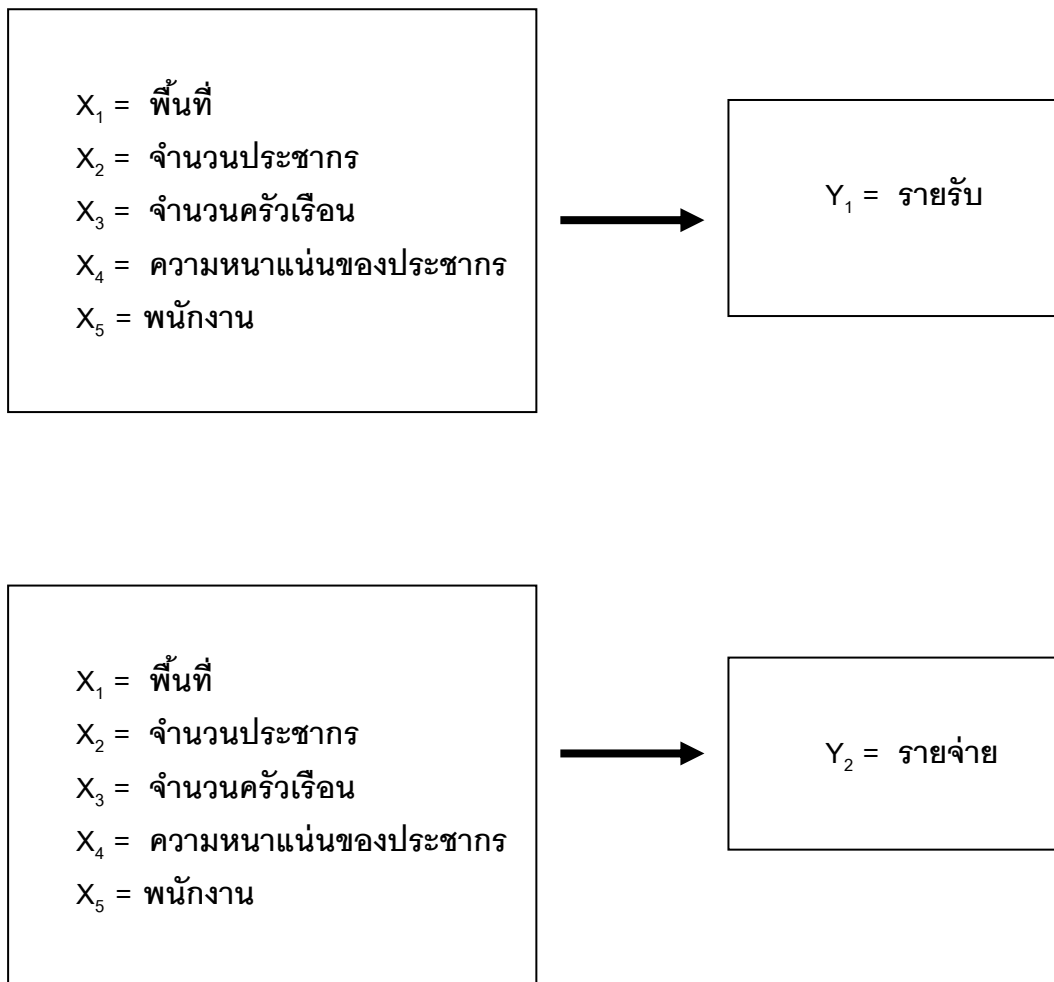 X₁ = พื้นที่
X₂ = จำนวนประชากร
X₃ = จำนวนครัวเรือน
X₄ = ความหนาแน่นของประชากร
X₅ = พนักงาน
Y₁ = รายรับ
X₁ = พื้นที่
X₂ = จำนวนประชากร
X₃ = จำนวนครัวเรือน
X₄ = ความหนาแน่นของประชากร
X₅ = พนักงาน
Y₂ = รายจ่าย